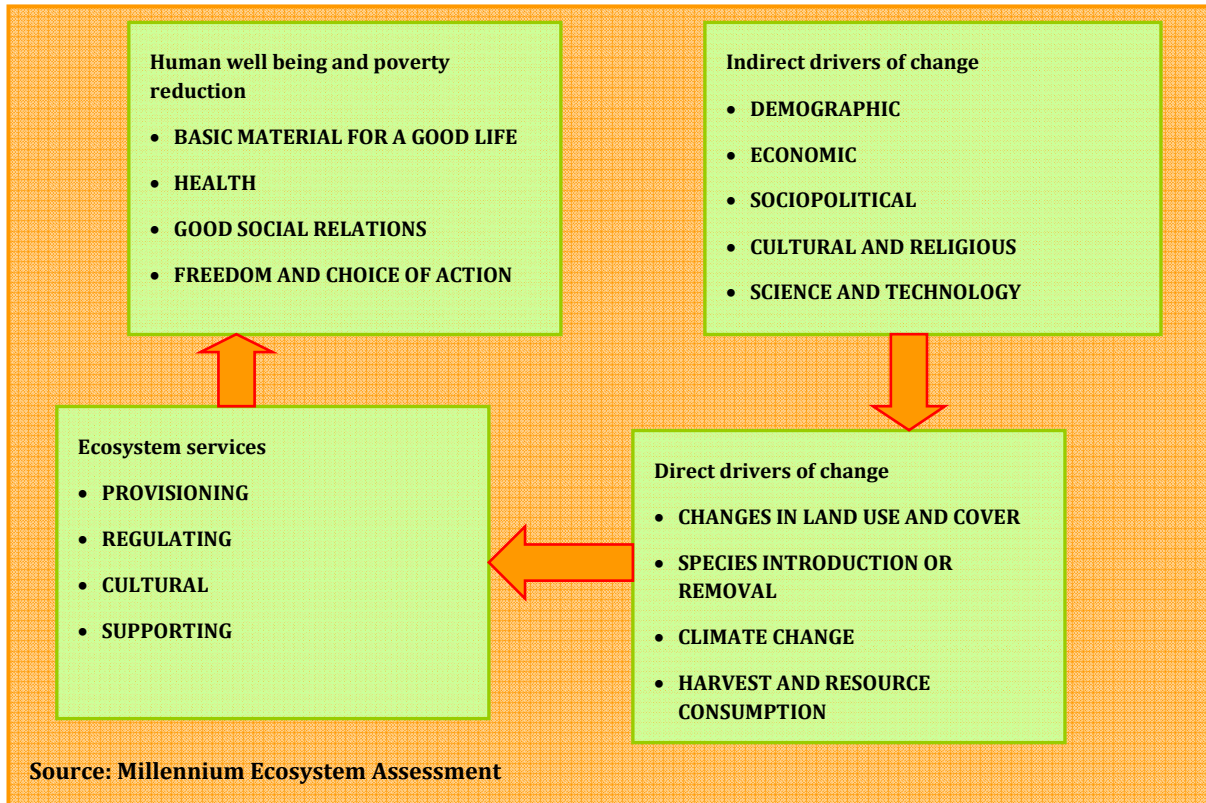 Human well being and poverty
reduction
• BASIC MATERIAL FOR A GOOD LIFE
• HEALTH
• GOOD SOCIAL RELATIONS
• FREEDOM AND CHOICE OF ACTION
Indirect drivers of change
• DEMOGRAPHIC
• ECONOMIC
• SOCIOPOLITICAL
• CULTURAL AND RELIGIOUS
• SCIENCE AND TECHNOLOGY
Ecosystem services
• PROVISIONING
• REGULATING
• CULTURAL
• SUPPORTING
Direct drivers of change
• CHANGES IN LAND USE AND COVER
• SPECIES INTRODUCTION OR
REMOVAL
• CLIMATE CHANGE
• HARVEST AND RESOURCE
CONSUMPTION
Source: Millennium Ecosystem Assessment